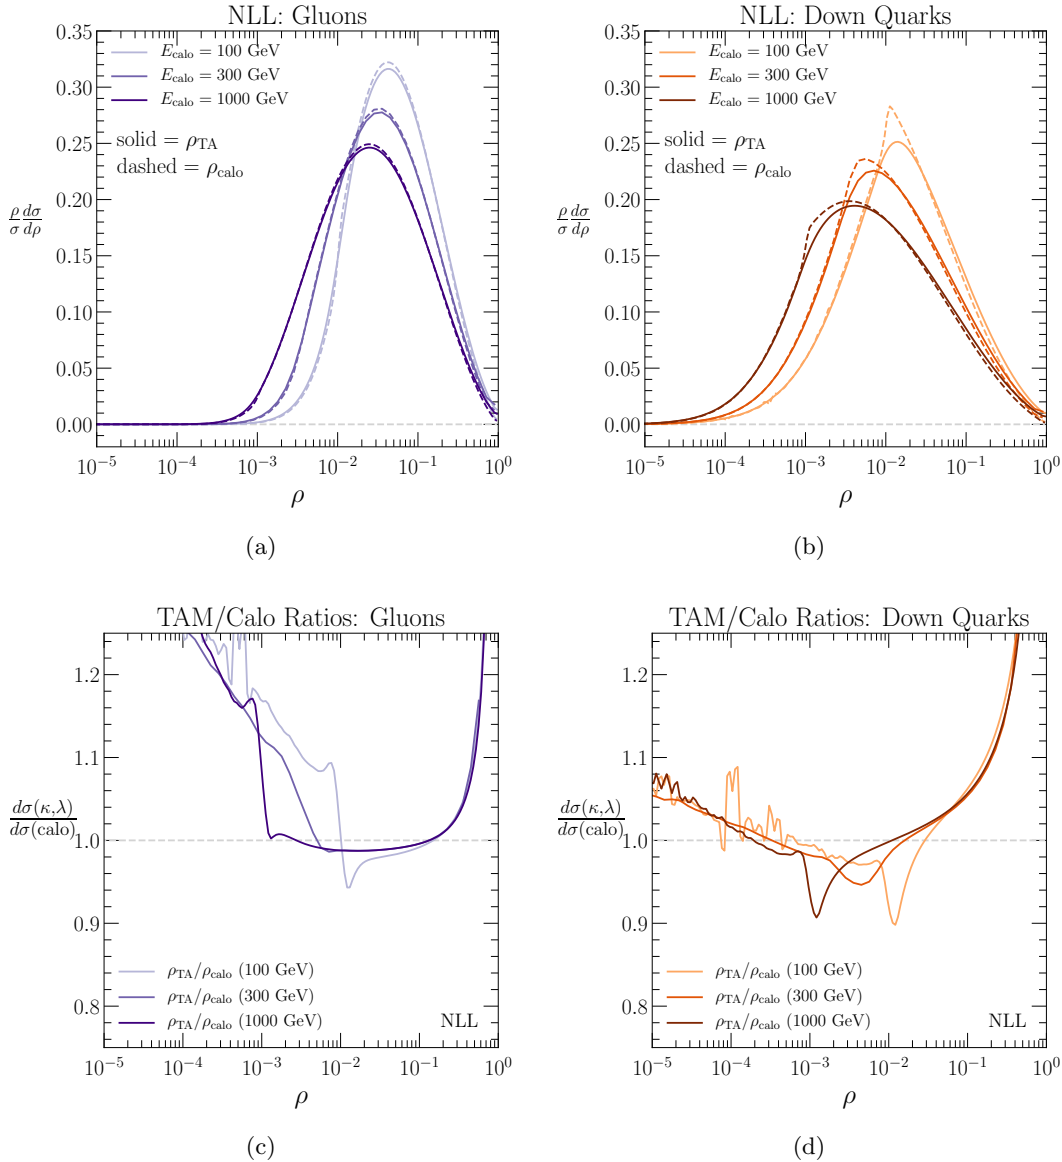 NLL: Gluons
0.35
0.30
0.25
0.20
0.15
0.10
0.05
0.00
E_calo = 100 GeV
E_calo = 300 GeV
E_calo = 1000 GeV
solid = ρ_TA
dashed = ρ_calo
ρ/σ dσ/dρ
10^−5 10^−4 10^−3 10^−2 10^−1 10^0
ρ
(a)
NLL: Down Quarks
0.35
0.30
0.25
0.20
0.15
0.10
0.05
0.00
E_calo = 100 GeV
E_calo = 300 GeV
E_calo = 1000 GeV
solid = ρ_TA
dashed = ρ_calo
ρ/σ dσ/dρ
10^−5 10^−4 10^−3 10^−2 10^−1 10^0
ρ
(b)
TAM/Calo Ratios: Gluons
1.2
1.1
1.0
0.9
0.8
dσ(κ,λ)/dσ(calo)
ρ_TA/ρ_calo (100 GeV)
ρ_TA/ρ_calo (300 GeV)
ρ_TA/ρ_calo (1000 GeV)
NLL
10^−5 10^−4 10^−3 10^−2 10^−1 10^0
ρ
(c)
TAM/Calo Ratios: Down Quarks
1.2
1.1
1.0
0.9
0.8
dσ(κ,λ)/dσ(calo)
ρ_TA/ρ_calo (100 GeV)
ρ_TA/ρ_calo (300 GeV)
ρ_TA/ρ_calo (1000 GeV)
NLL
10^−5 10^−4 10^−3 10^−2 10^−1 10^0
ρ
(d)